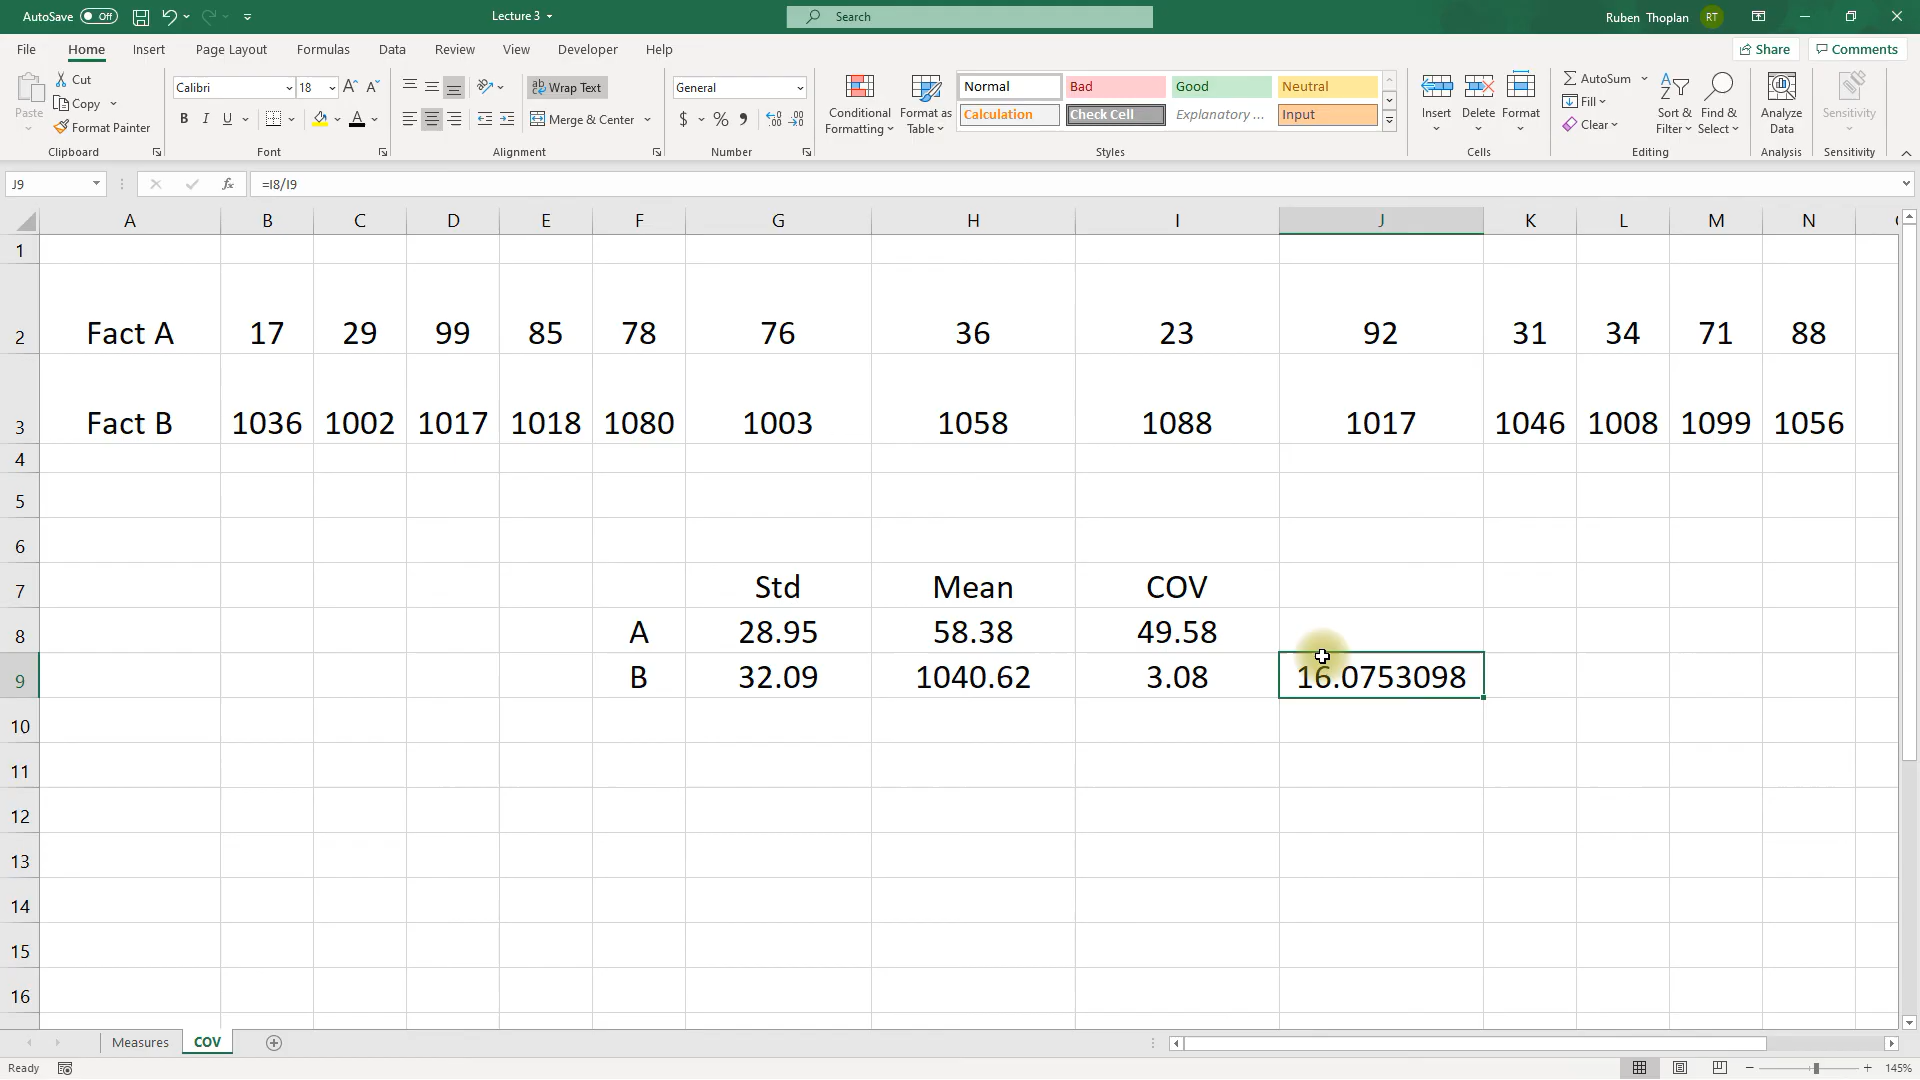 AutoSave Off Lecture 3 Search Ruben Thoplan RT
File Home Insert Page Layout Formulas Data Review View Developer Help Share Comments
Paste Cut Copy Format Painter Clipboard
Calibri 18 A A B I U A Font
ab Wrap Text Merge & Center Alignment
General $ % , .00 Number
Conditional Formatting Format as Table Normal Bad Good Neutral
Calculation Check Cell Explanatory ... Input Styles
Insert Delete Format Cells
AutoSum Fill Clear Sort & Filter Find & Select Editing
Analyze Data Analysis Sensitivity Sensitivity
J9 fx =I8/I9
A B C D E F G H I J K L M N
1
2 Fact A 17 29 99 85 78 76 36 23 92 31 34 71 88
3 Fact B 1036 1002 1017 1018 1080 1003 1058 1088 1017 1046 1008 1099 1056
4
5
6
7 Std Mean COV
8 A 28.95 58.38 49.58
9 B 32.09 1040.62 3.08 16.0753098
10
11
12
13
14
15
16
Measures COV
Ready 145%